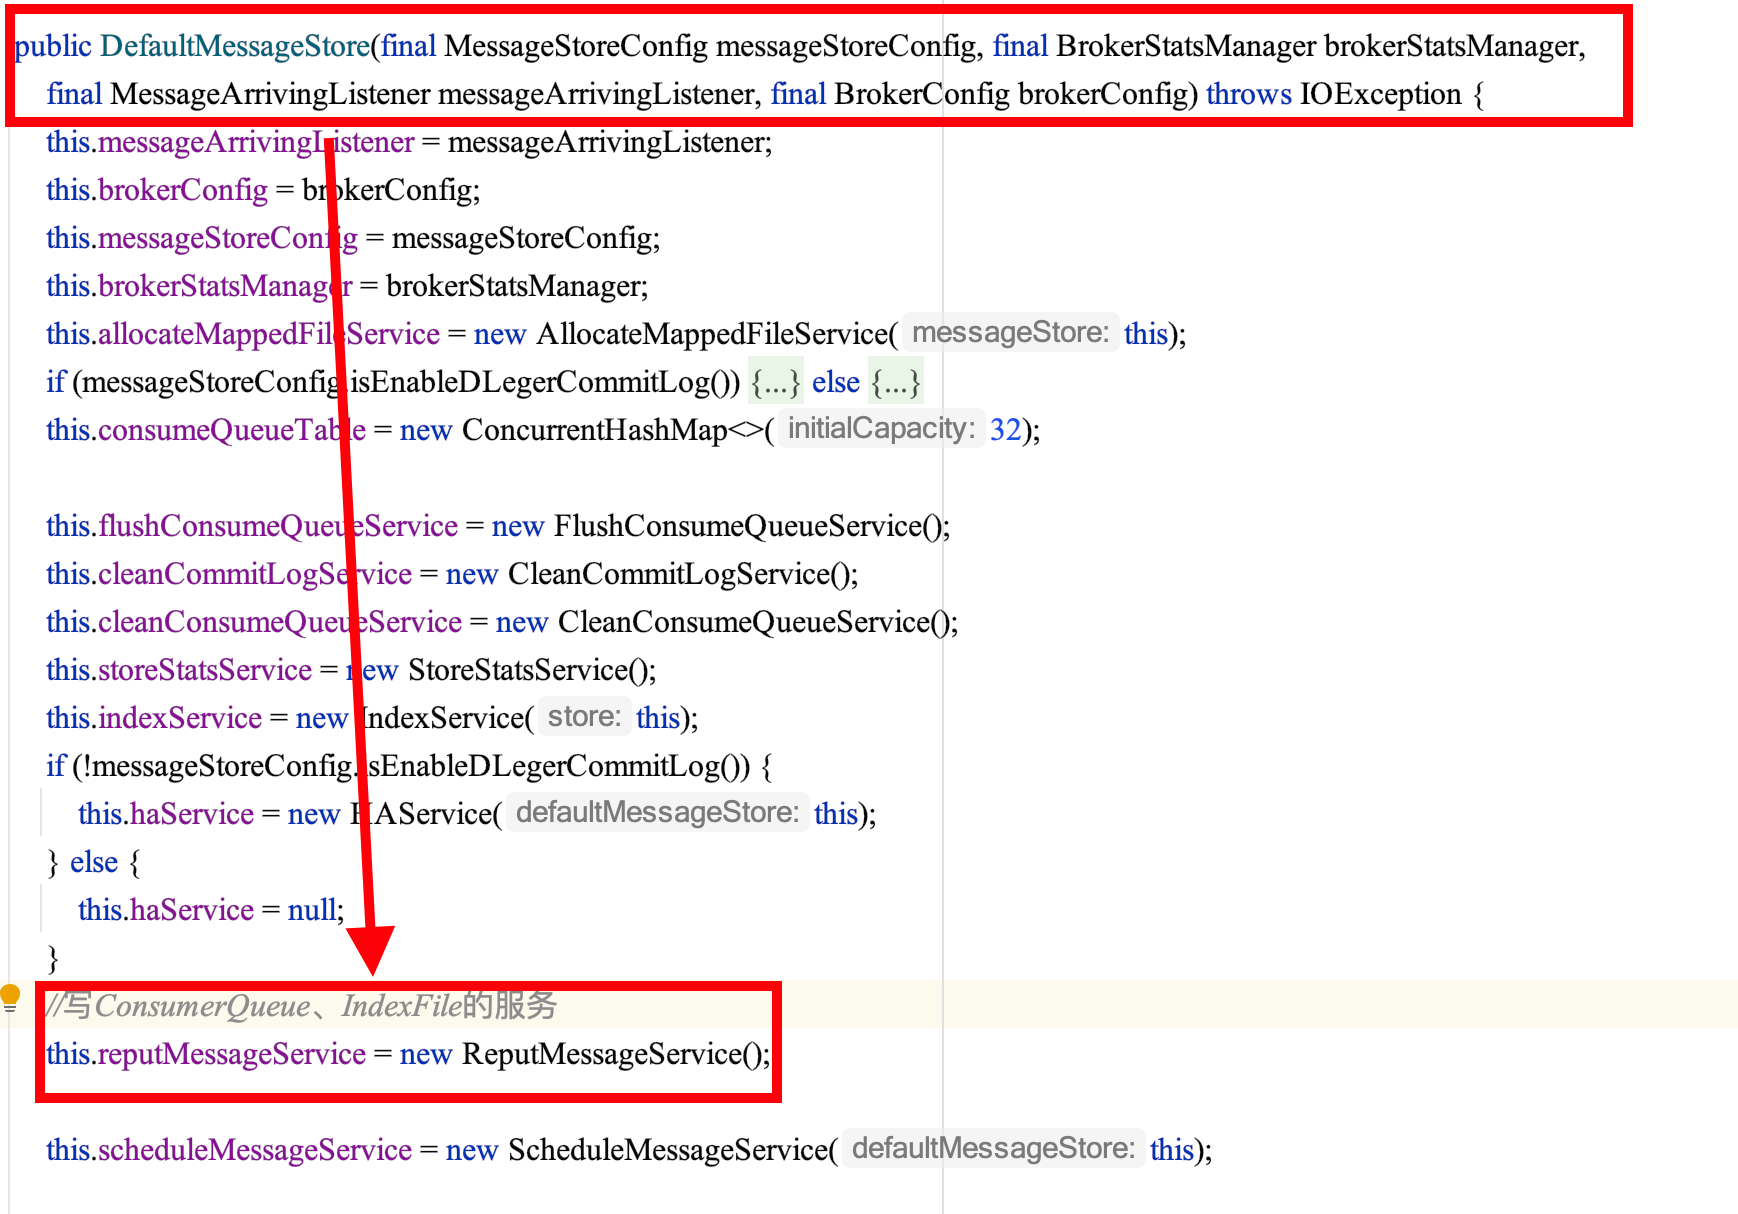 public DefaultMessageStore(final MessageStoreConfig messageStoreConfig, final BrokerStatsManager brokerStatsManager,
final MessageArrivingListener messageArrivingListener, final BrokerConfig brokerConfig) throws IOException {
this.messageArrivingListener = messageArrivingListener;
this.brokerConfig = brokerConfig;
this.messageStoreConfig = messageStoreConfig;
this.brokerStatsManager = brokerStatsManager;
this.allocateMappedFileService = new AllocateMappedFileService( messageStore: this);
if (messageStoreConfig.isEnableDLegerCommitLog()) {...} else {...}
this.consumeQueueTable = new ConcurrentHashMap<>( initialCapacity: 32);
this.flushConsumeQueueService = new FlushConsumeQueueService();
this.cleanCommitLogService = new CleanCommitLogService();
this.cleanConsumeQueueService = new CleanConsumeQueueService();
this.storeStatsService = new StoreStatsService();
this.indexService = new IndexService( store: this);
if (!messageStoreConfig.isEnableDLegerCommitLog()) {
this.haService = new HAService( defaultMessageStore: this);
} else {
this.haService = null;
}
//写ConsumerQueue、IndexFile的服务
this.reputMessageService = new ReputMessageService();
this.scheduleMessageService = new ScheduleMessageService( defaultMessageStore: this);